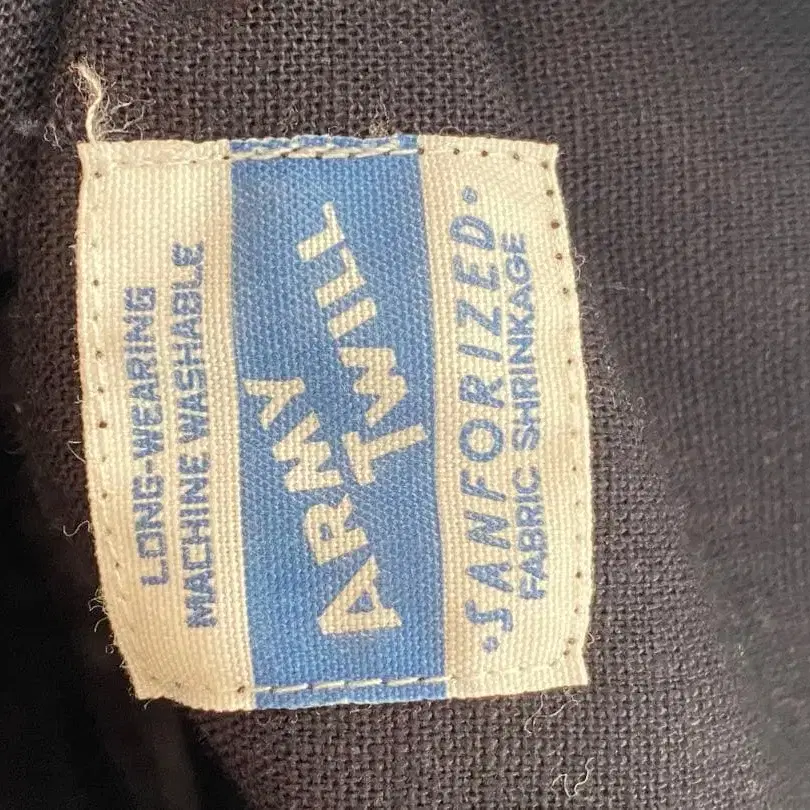 LONG-WEARING
MACHINE WASHABLE
ARMY
TWILL
•SANFORIZED•
FABRIC SHRINKAGE